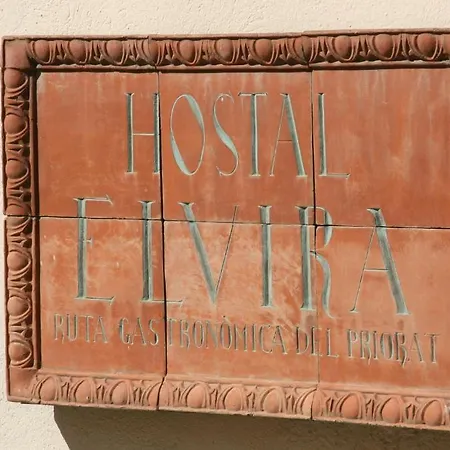 HOSTAL
ELVIRA
RUTA GASTRONÒMICA DEL PRIORAT